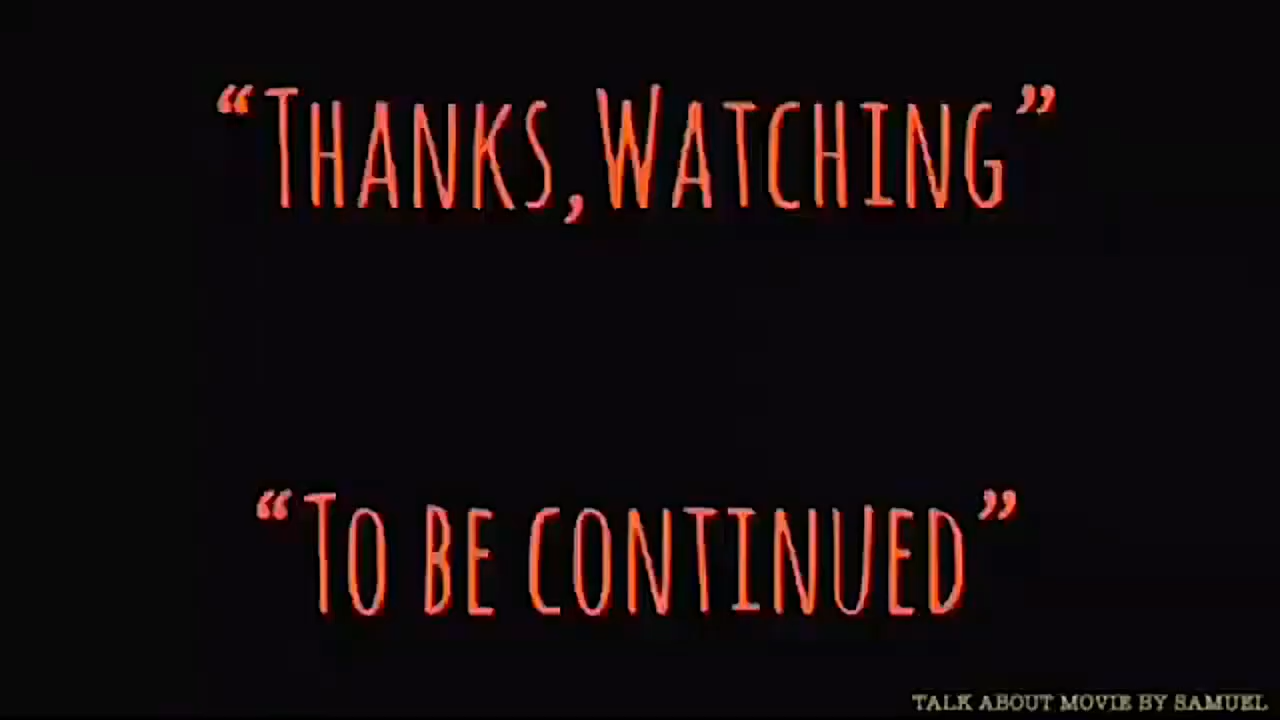 “THANKS,WATCHING”
“TO BE CONTINUED”
TALK ABOUT MOVIE BY SAMUEL